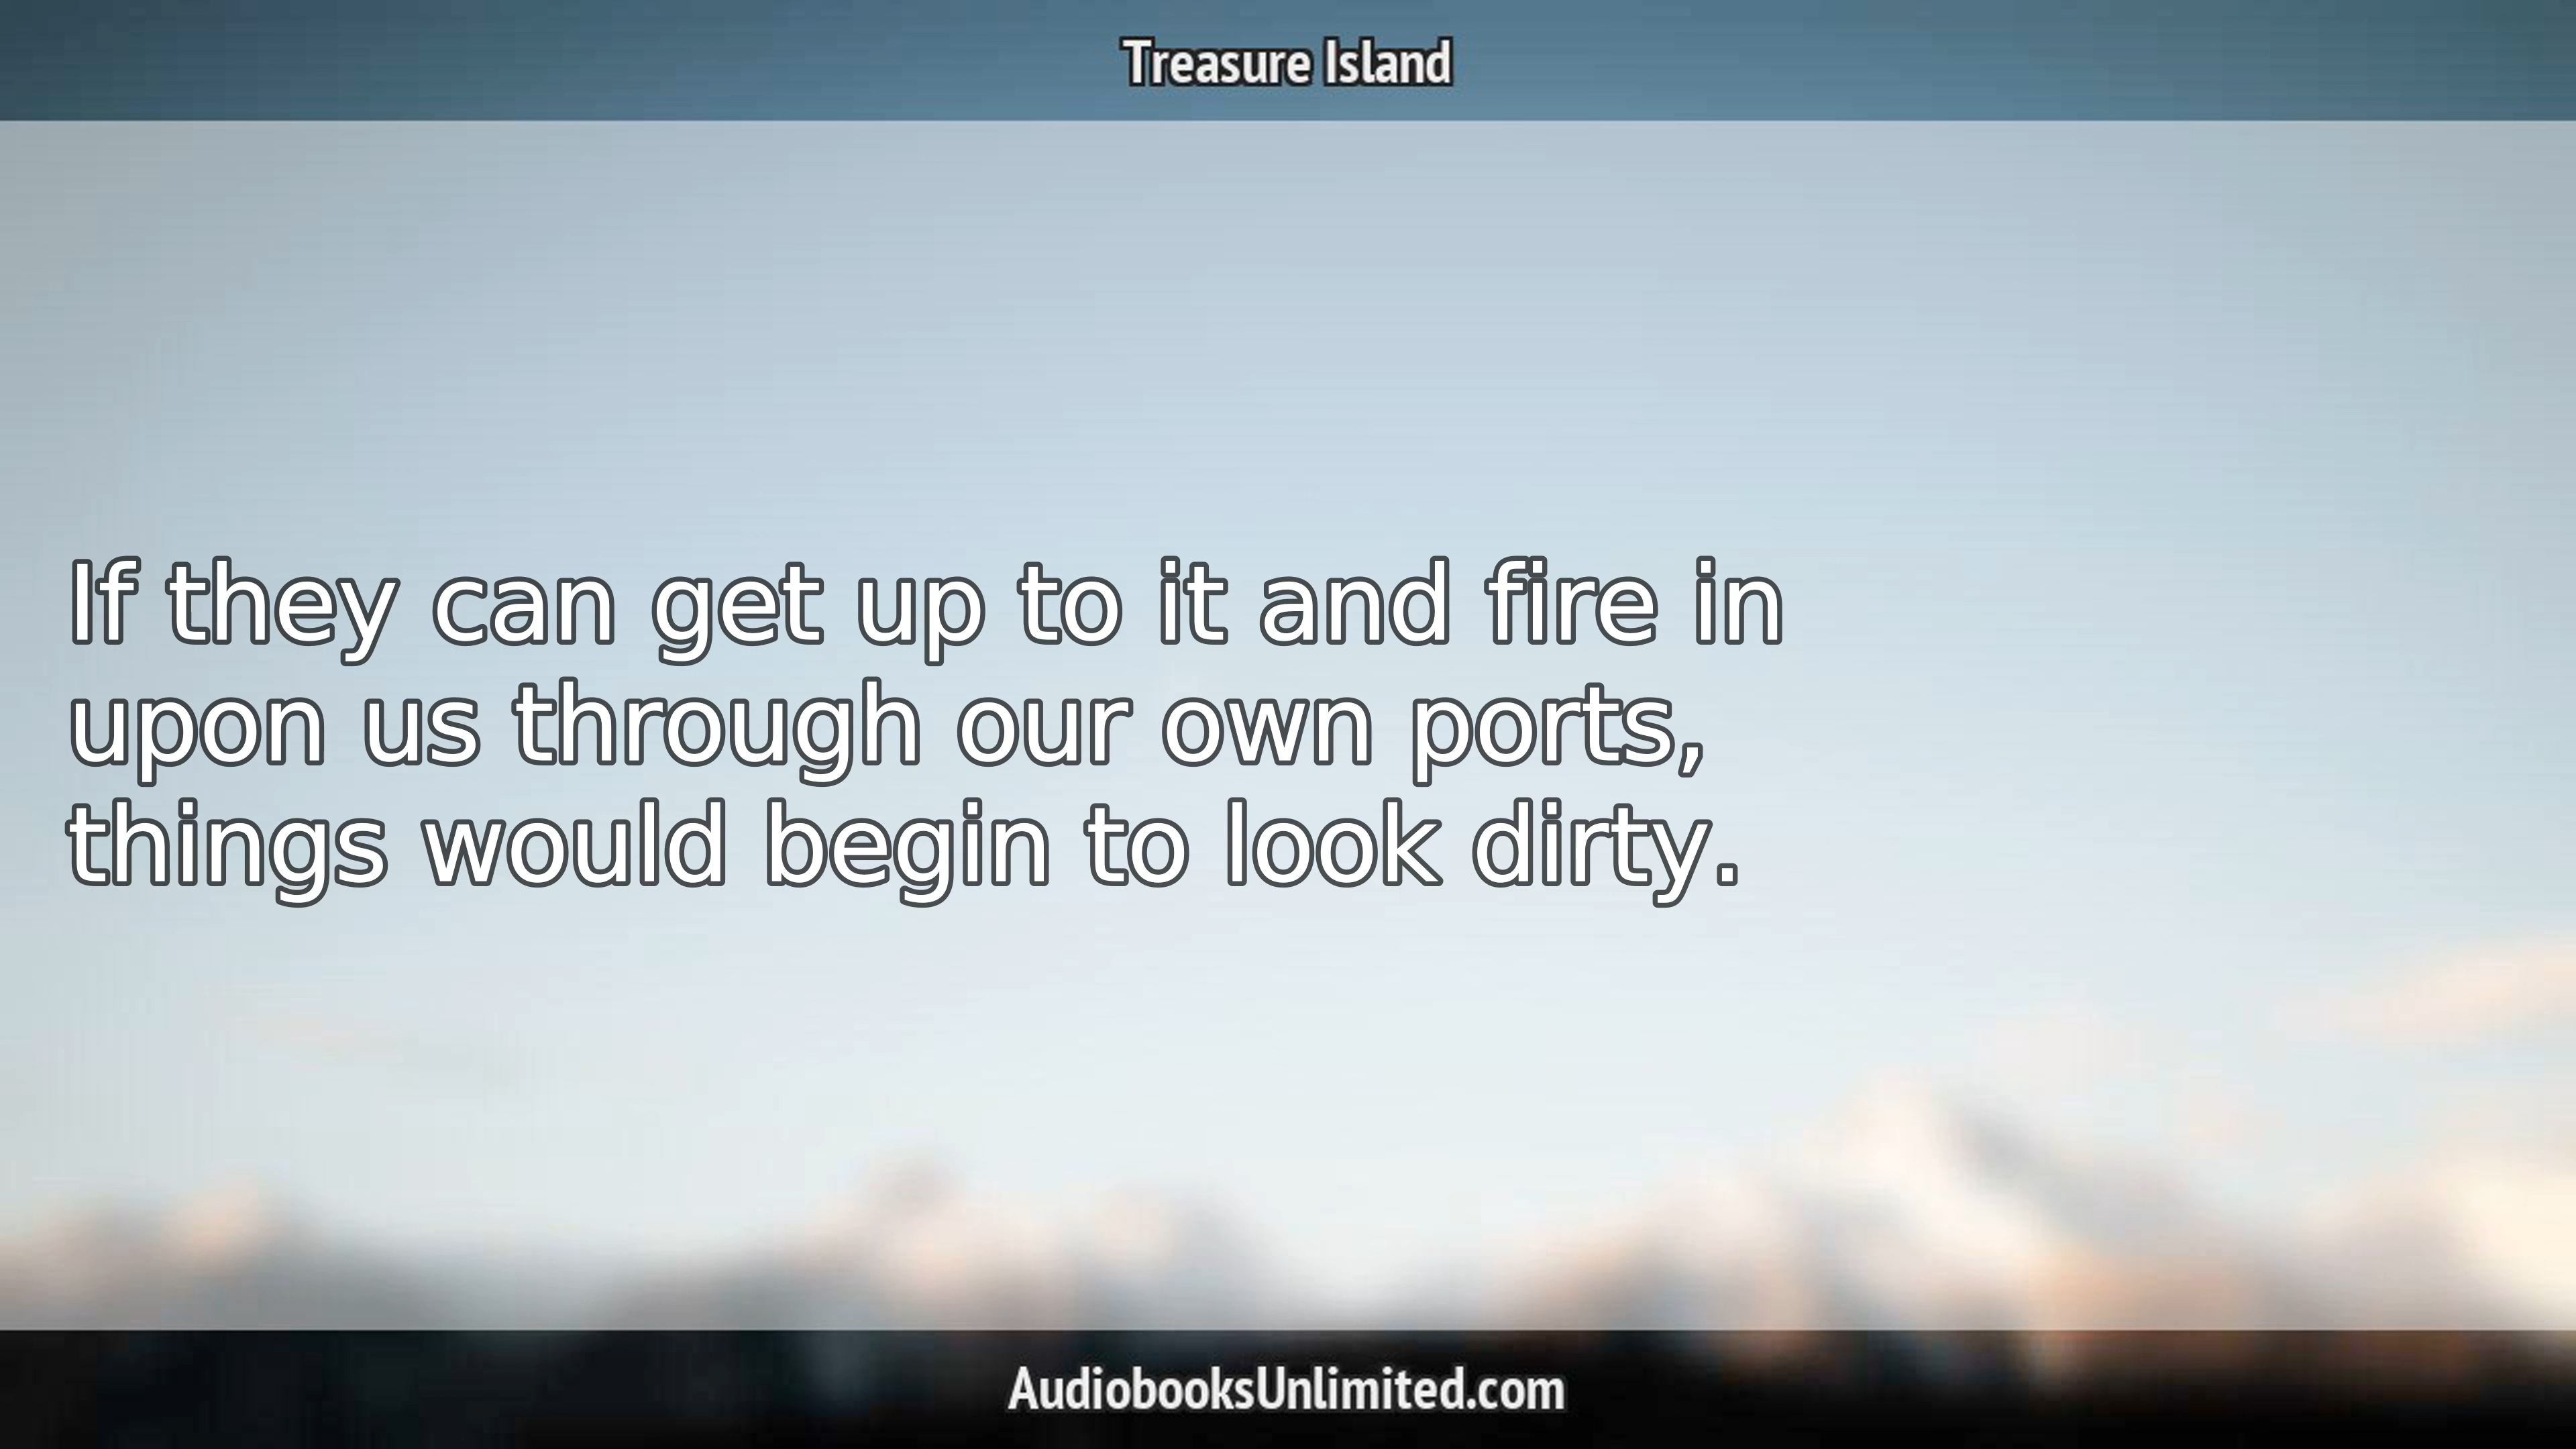 Treasure Island
If they can get up to it and fire in
upon us through our own ports,
things would begin to look dirty.
AudiobooksUnlimited.com